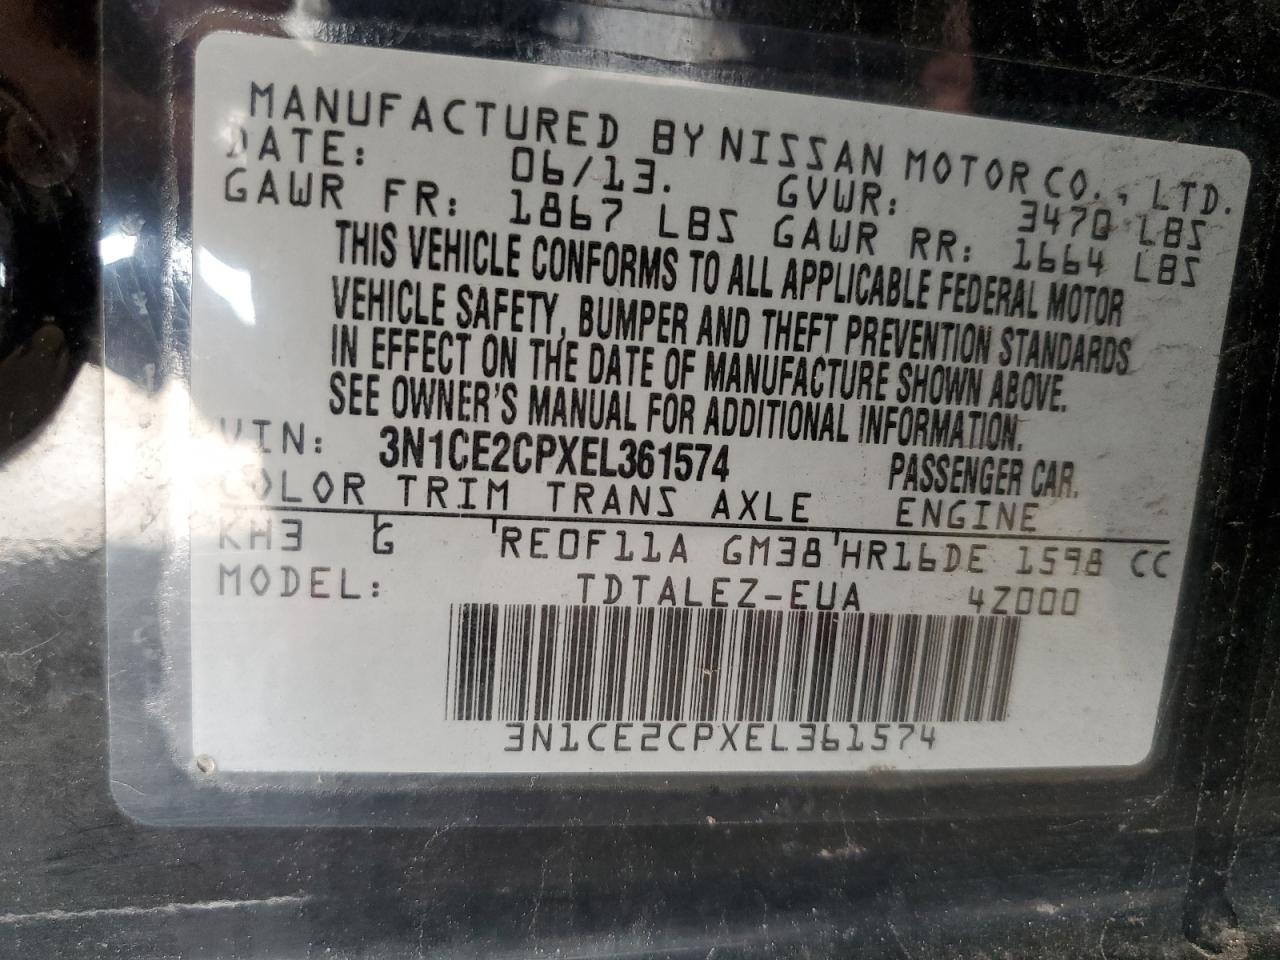 MANUFACTURED BY NISSAN MOTOR CO., LTD.
DATE: 06/13. GVWR: 3470 LBS
GAWR FR: 1867 LBS GAWR RR: 1664 LBS
THIS VEHICLE CONFORMS TO ALL APPLICABLE FEDERAL MOTOR
VEHICLE SAFETY, BUMPER AND THEFT PREVENTION STANDARDS
IN EFFECT ON THE DATE OF MANUFACTURE SHOWN ABOVE.
SEE OWNER'S MANUAL FOR ADDITIONAL INFORMATION.
VIN: 3N1CE2CPXEL361574 PASSENGER CAR.
COLOR TRIM TRANS AXLE ENGINE
KH3 G RE0F11A GM38 HR16DE 1598 CC
MODEL: TDTALEZ-EUA 4Z000
3N1CE2CPXEL361574